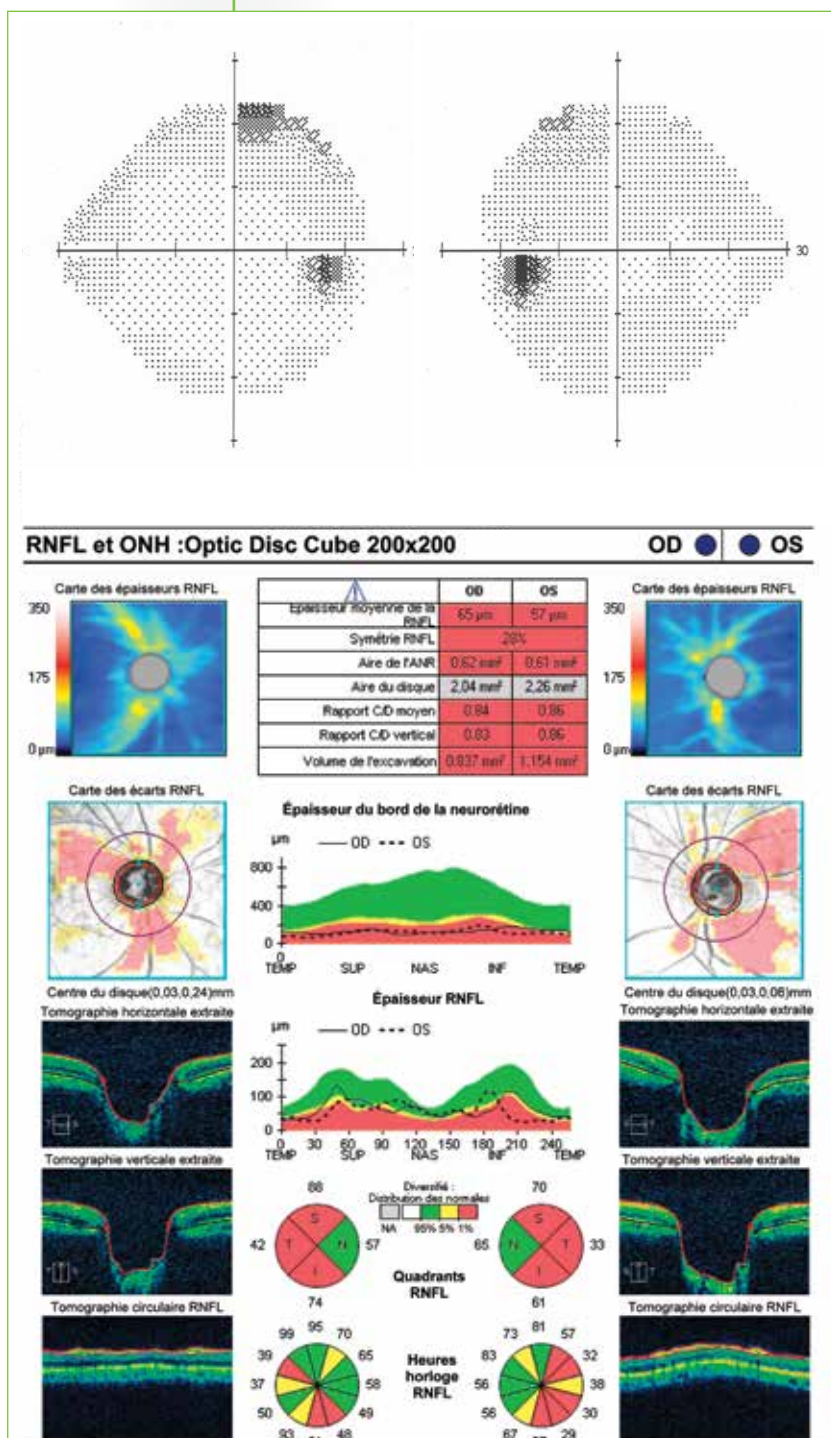 30
RNFL et ONH :Optic Disc Cube 200x200 OD OS
Carte des épaisseurs RNFL
350
175
0 µm
OD OS
Epaisseur moyenne de la RNFL 65 µm 57 µm
Symétrie RNFL 28%
Aire de l'ANR 0,62 mm² 0,61 mm²
Aire du disque 2,04 mm² 2,26 mm²
Rapport C/D moyen 0.84 0.86
Rapport C/D vertical 0.83 0.86
Volume de l'excavation 0.837 mm³ 1.154 mm³
Carte des épaisseurs RNFL
350
175
0 µm
Carte des écarts RNFL
Centre du disque(0,03,0,24)mm
Épaisseur du bord de la neurorétine
µm OD OS
800
400
0
0
TEMP SUP NAS INF TEMP
Carte des écarts RNFL
Centre du disque(0,03,0,06)mm
Tomographie horizontale extraite
Épaisseur RNFL
µm OD OS
200
100
0
0 30 60 90 120 150 180 210 240
TEMP SUP NAS INF TEMP
Tomographie horizontale extraite
Tomographie verticale extraite
88
42 S T N I 57
74
Diversifié :
Distribution des normales
NA 95% 5% 1%
Quadrants
RNFL
70
65 S N T I 33
61
Tomographie verticale extraite
Tomographie circulaire RNFL
99 95 70
39 65
37 58
50 49
93 48
Heures
horloge
RNFL
73 81 57
83 32
56 38
56 30
67 29
Tomographie circulaire RNFL